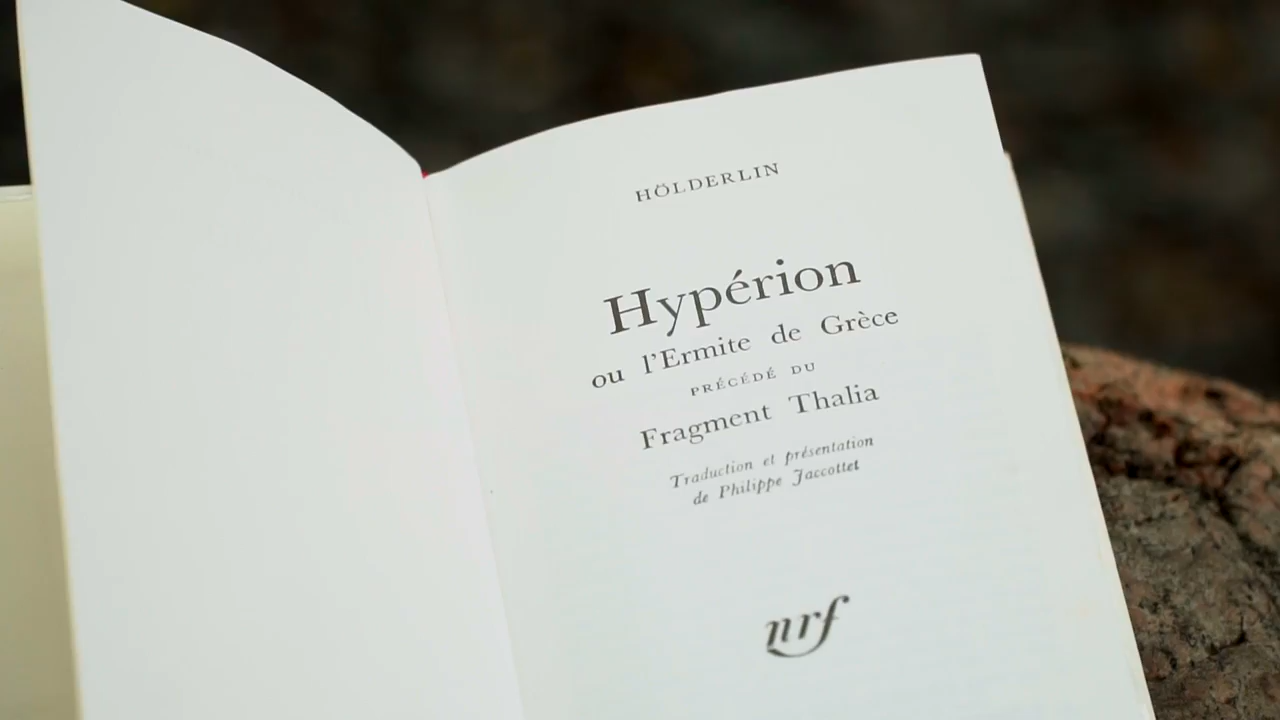 HÖLDERLIN
Hypérion
ou l'Ermite de Grèce
PRÉCÉDÉ DU
Fragment Thalia
Traduction et présentation
de Philippe Jaccottet
nrf